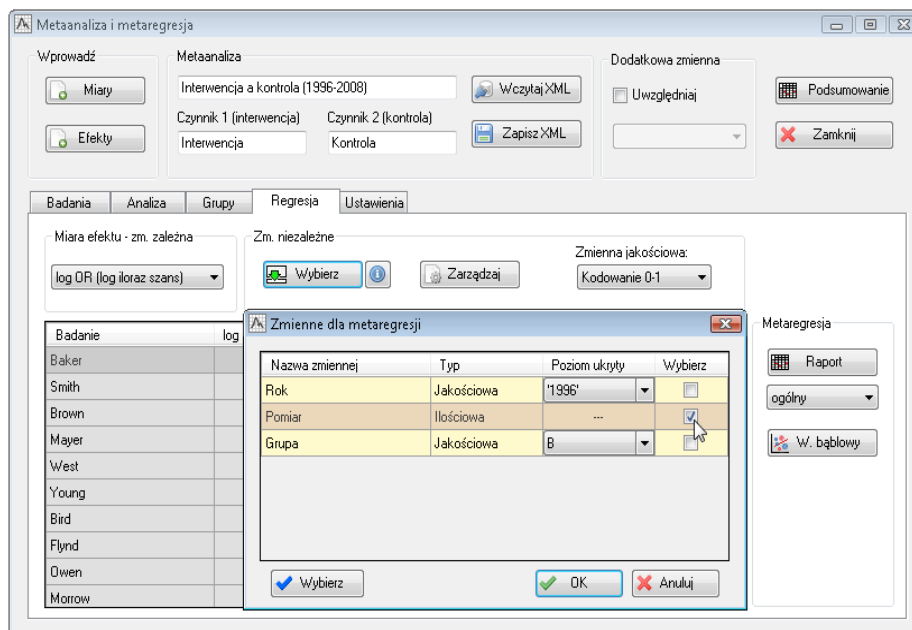 Metaanaliza i metaregresja
Wprowadź
Miary
Efekty
Metaanaliza
Interwencja a kontrola (1996-2008)
Wczytaj XML
Czynnik 1 (interwencja)
Czynnik 2 (kontrola)
Interwencja
Kontrola
Zapisz XML
Dodatkowa zmienna
Uwzględniaj
Podsumowanie
Zamknij
Badania
Analiza
Grupy
Regresja
Ustawienia
Miara efektu - zm. zależna
log OR (log iloraz szans)
Zm. niezależne
Wybierz
Zarządzaj
Zmienna jakościowa:
Kodowanie 0-1
Badanie
log
Baker
Smith
Brown
Mayer
West
Young
Bird
Flynd
Owen
Morrow
Zmienne dla metaregresji
Nazwa zmiennej Typ Poziom ukryty Wybierz
Rok Jakościowa '1996'
Pomiar Ilościowa ---
Grupa Jakościowa B
Wybierz
OK
Anuluj
Metaregresja
Raport
ogólny
W. bąblowy